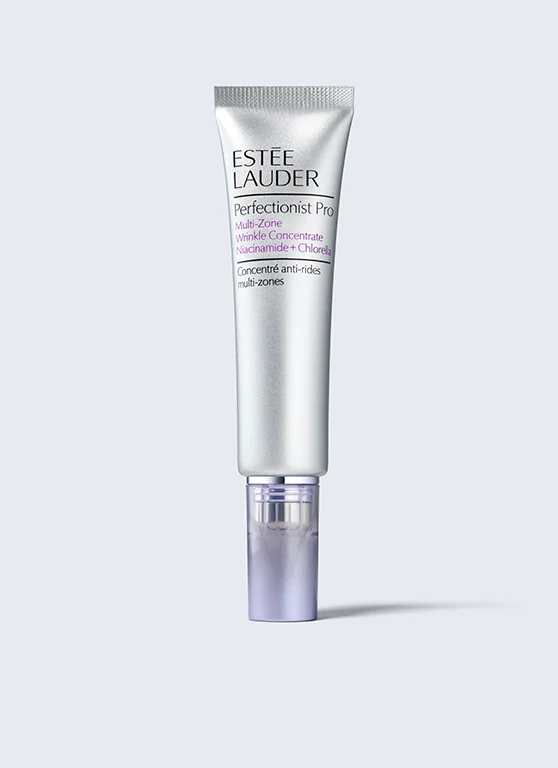 ESTĒE
LAUDER
Perfectionist Pro
Multi-Zone
Wrinkle Concentrate
Niacinamide + Chlorella
Concentré anti-rides
multi-zones